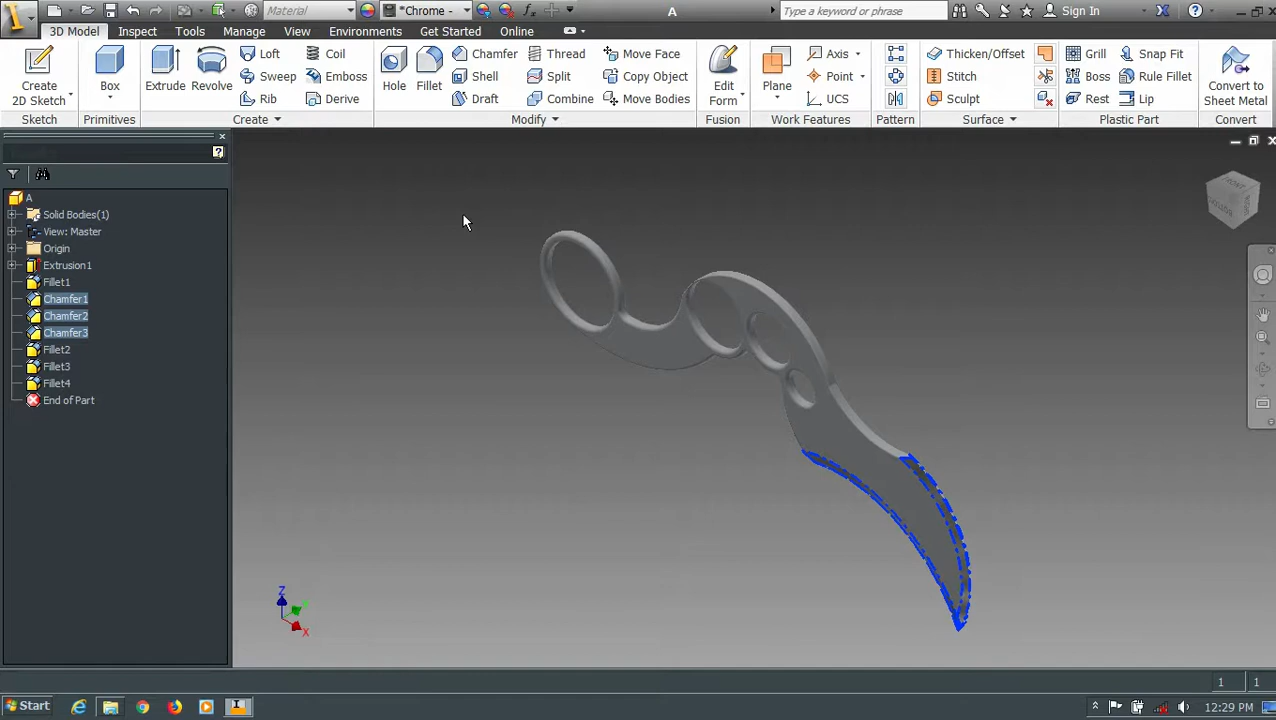 Material
*Chrome
A
Type a keyword or phrase
Sign In
3D Model Inspect Tools Manage View Environments Get Started Online
Create
2D Sketch
Box
Extrude
Revolve
Loft
Sweep
Rib
Coil
Emboss
Derive
Hole
Fillet
Chamfer
Shell
Draft
Thread
Split
Combine
Move Face
Copy Object
Move Bodies
Edit
Form
Plane
Axis
Point
UCS
Thicken/Offset
Stitch
Sculpt
Grill
Boss
Rest
Snap Fit
Rule Fillet
Lip
Convert to
Sheet Metal
Sketch Primitives Create Modify Fusion Work Features Pattern Surface Plastic Part Convert
A
Solid Bodies(1)
View: Master
Origin
Extrusion1
Fillet1
Chamfer1
Chamfer2
Chamfer3
Fillet2
Fillet3
Fillet4
End of Part
FRONT
Z
X
1 1
Start
12:29 PM